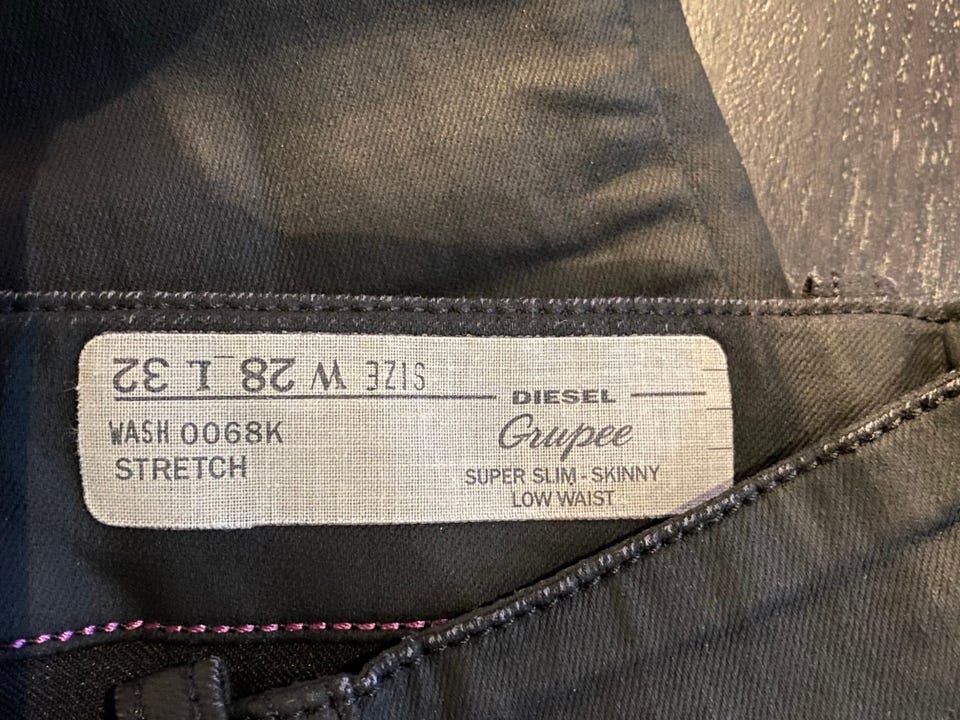 SIZE W 28 L 32
DIESEL
WASH 0068K
Grupee
STRETCH
SUPER SLIM-SKINNY
LOW WAIST